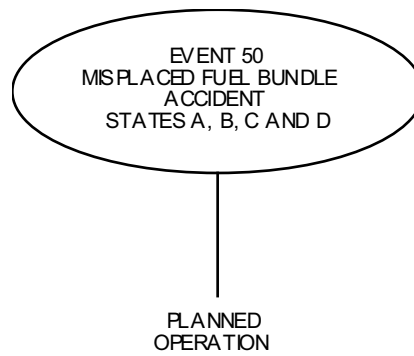 EVENT 50
MISPLACED FUEL BUNDLE
ACCIDENT
STATES A, B, C AND D
PLANNED
OPERATION